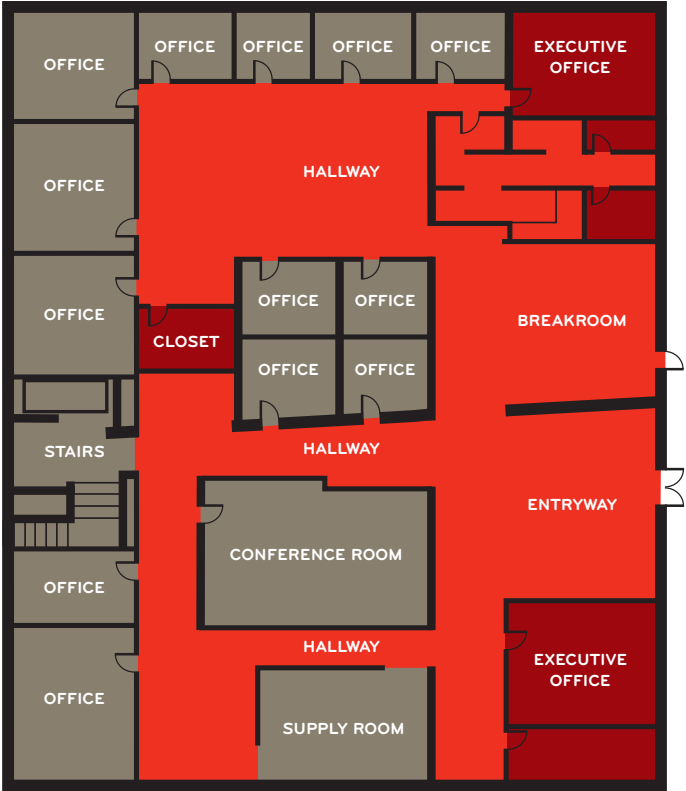 OFFICE
OFFICE
OFFICE
OFFICE
OFFICE
EXECUTIVE
OFFICE
HALLWAY
OFFICE
OFFICE
OFFICE
OFFICE
CLOSET
BREAKROOM
OFFICE
OFFICE
STAIRS
HALLWAY
ENTRYWAY
CONFERENCE ROOM
OFFICE
HALLWAY
EXECUTIVE
OFFICE
OFFICE
SUPPLY ROOM